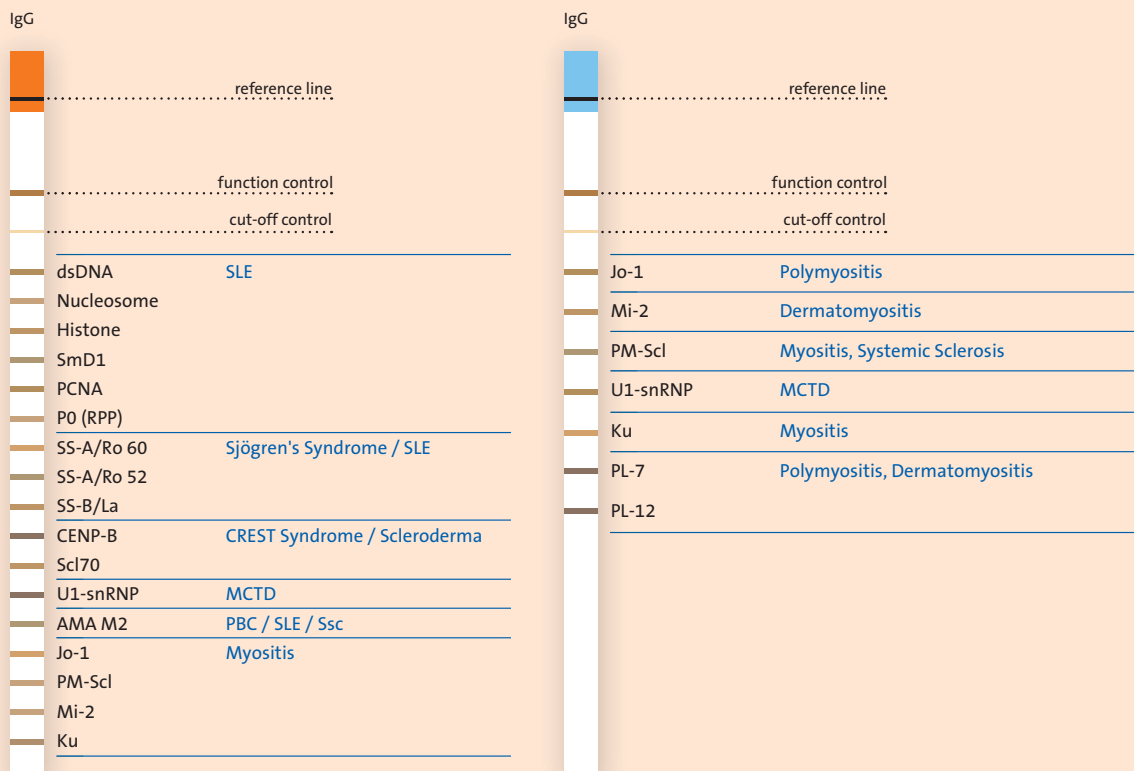 IgG
reference line
function control
cut-off control
dsDNA SLE
Nucleosome
Histone
SmD1
PCNA
P0 (RPP)
SS-A/Ro 60 Sjögren's Syndrome / SLE
SS-A/Ro 52
SS-B/La
CENP-B CREST Syndrome / Scleroderma
Scl70
U1-snRNP MCTD
AMA M2 PBC / SLE / Ssc
Jo-1 Myositis
PM-Scl
Mi-2
Ku
IgG
reference line
function control
cut-off control
Jo-1 Polymyositis
Mi-2 Dermatomyositis
PM-Scl Myositis, Systemic Sclerosis
U1-snRNP MCTD
Ku Myositis
PL-7 Polymyositis, Dermatomyositis
PL-12